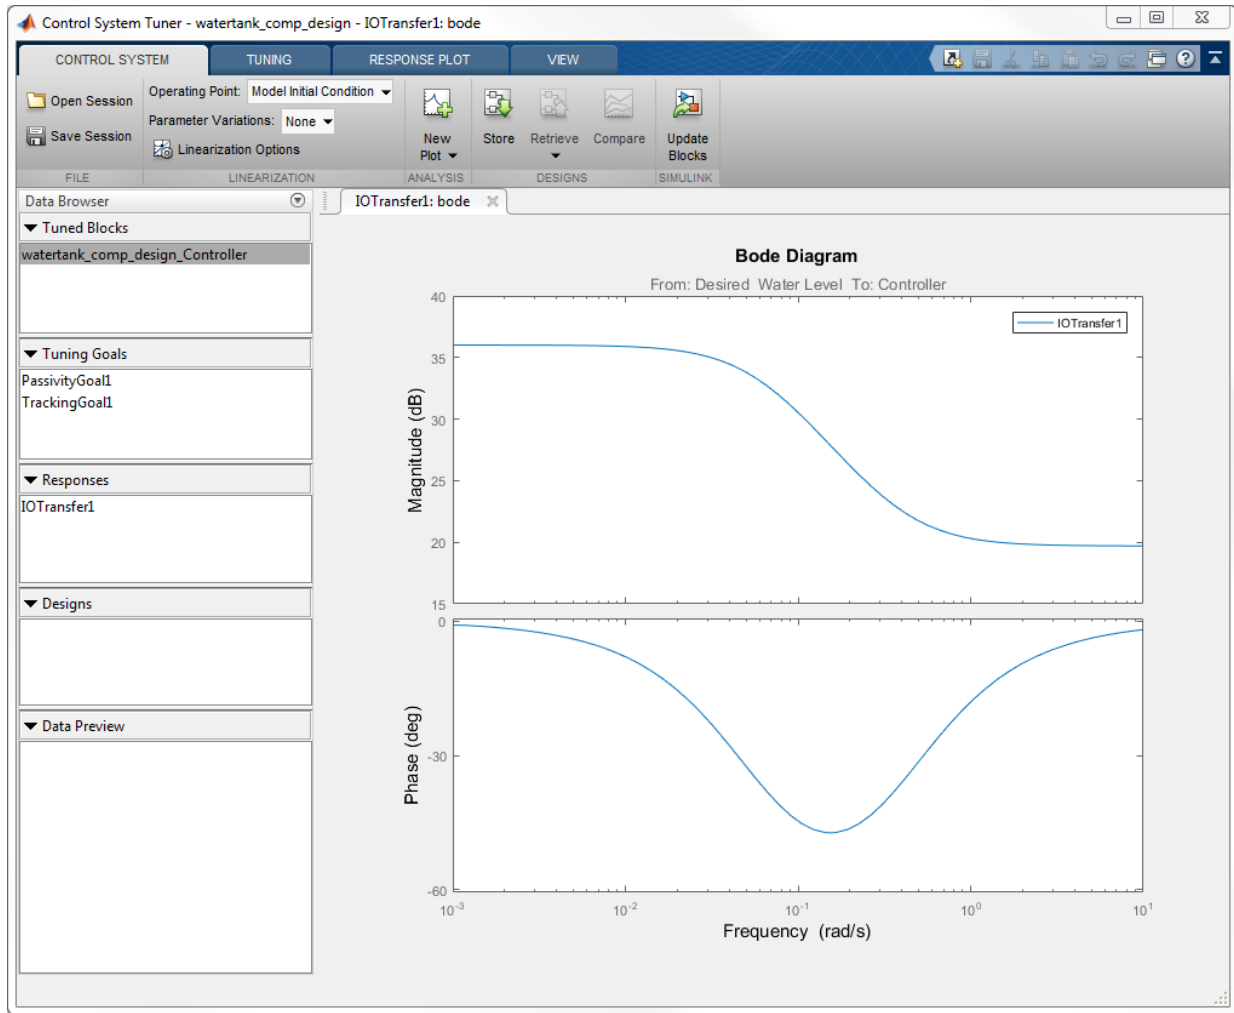 Control System Tuner - watertank_comp_design - IOTransfer1: bode
CONTROL SYSTEM TUNING RESPONSE PLOT VIEW
Open Session
Save Session
FILE
Operating Point: Model Initial Condition
Parameter Variations: None
Linearization Options
LINEARIZATION
New
Plot
ANALYSIS
Store Retrieve Compare
DESIGNS
Update
Blocks
SIMULINK
Data Browser
Tuned Blocks
watertank_comp_design_Controller
Tuning Goals
PassivityGoal1
TrackingGoal1
Responses
IOTransfer1
Designs
Data Preview
IOTransfer1: bode
Bode Diagram
From: Desired Water Level To: Controller
IOTransfer1
Magnitude (dB)
40
35
30
25
20
15
Phase (deg)
0
-30
-60
10^-3 10^-2 10^-1 10^0 10^1
Frequency (rad/s)